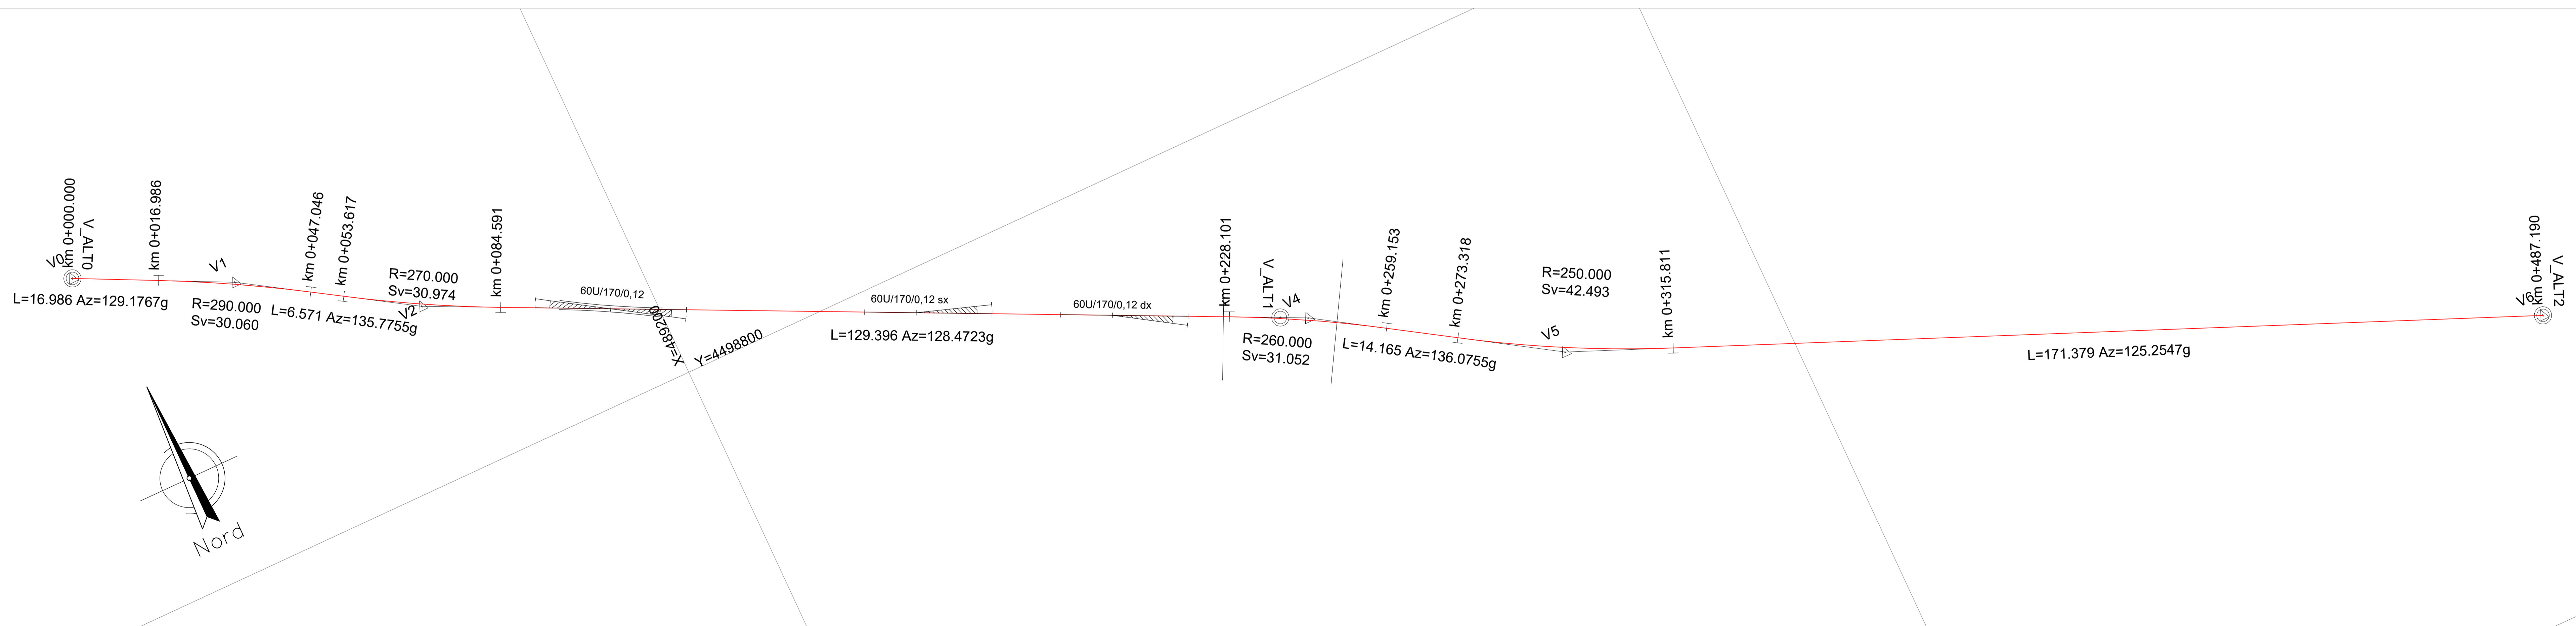 V0
km 0+000.000
V_ALT0
L=16.986 Az=129.1767g
km 0+016.986
V1
R=290.000
Sv=30.060
km 0+047.046
L=6.571 Az=135.7755g
km 0+053.617
R=270.000
Sv=30.974
V2
km 0+084.591
60U/170/0,12
X=4892200
Y=4498800
60U/170/0,12 sx
L=129.396 Az=128.4723g
60U/170/0,12 dx
km 0+228.101
V_ALT1
V4
R=260.000
Sv=31.052
km 0+259.153
L=14.165 Az=136.0755g
km 0+273.318
R=250.000
Sv=42.493
V5
km 0+315.811
L=171.379 Az=125.2547g
V6
km 0+487.190
V_ALT2
Nord